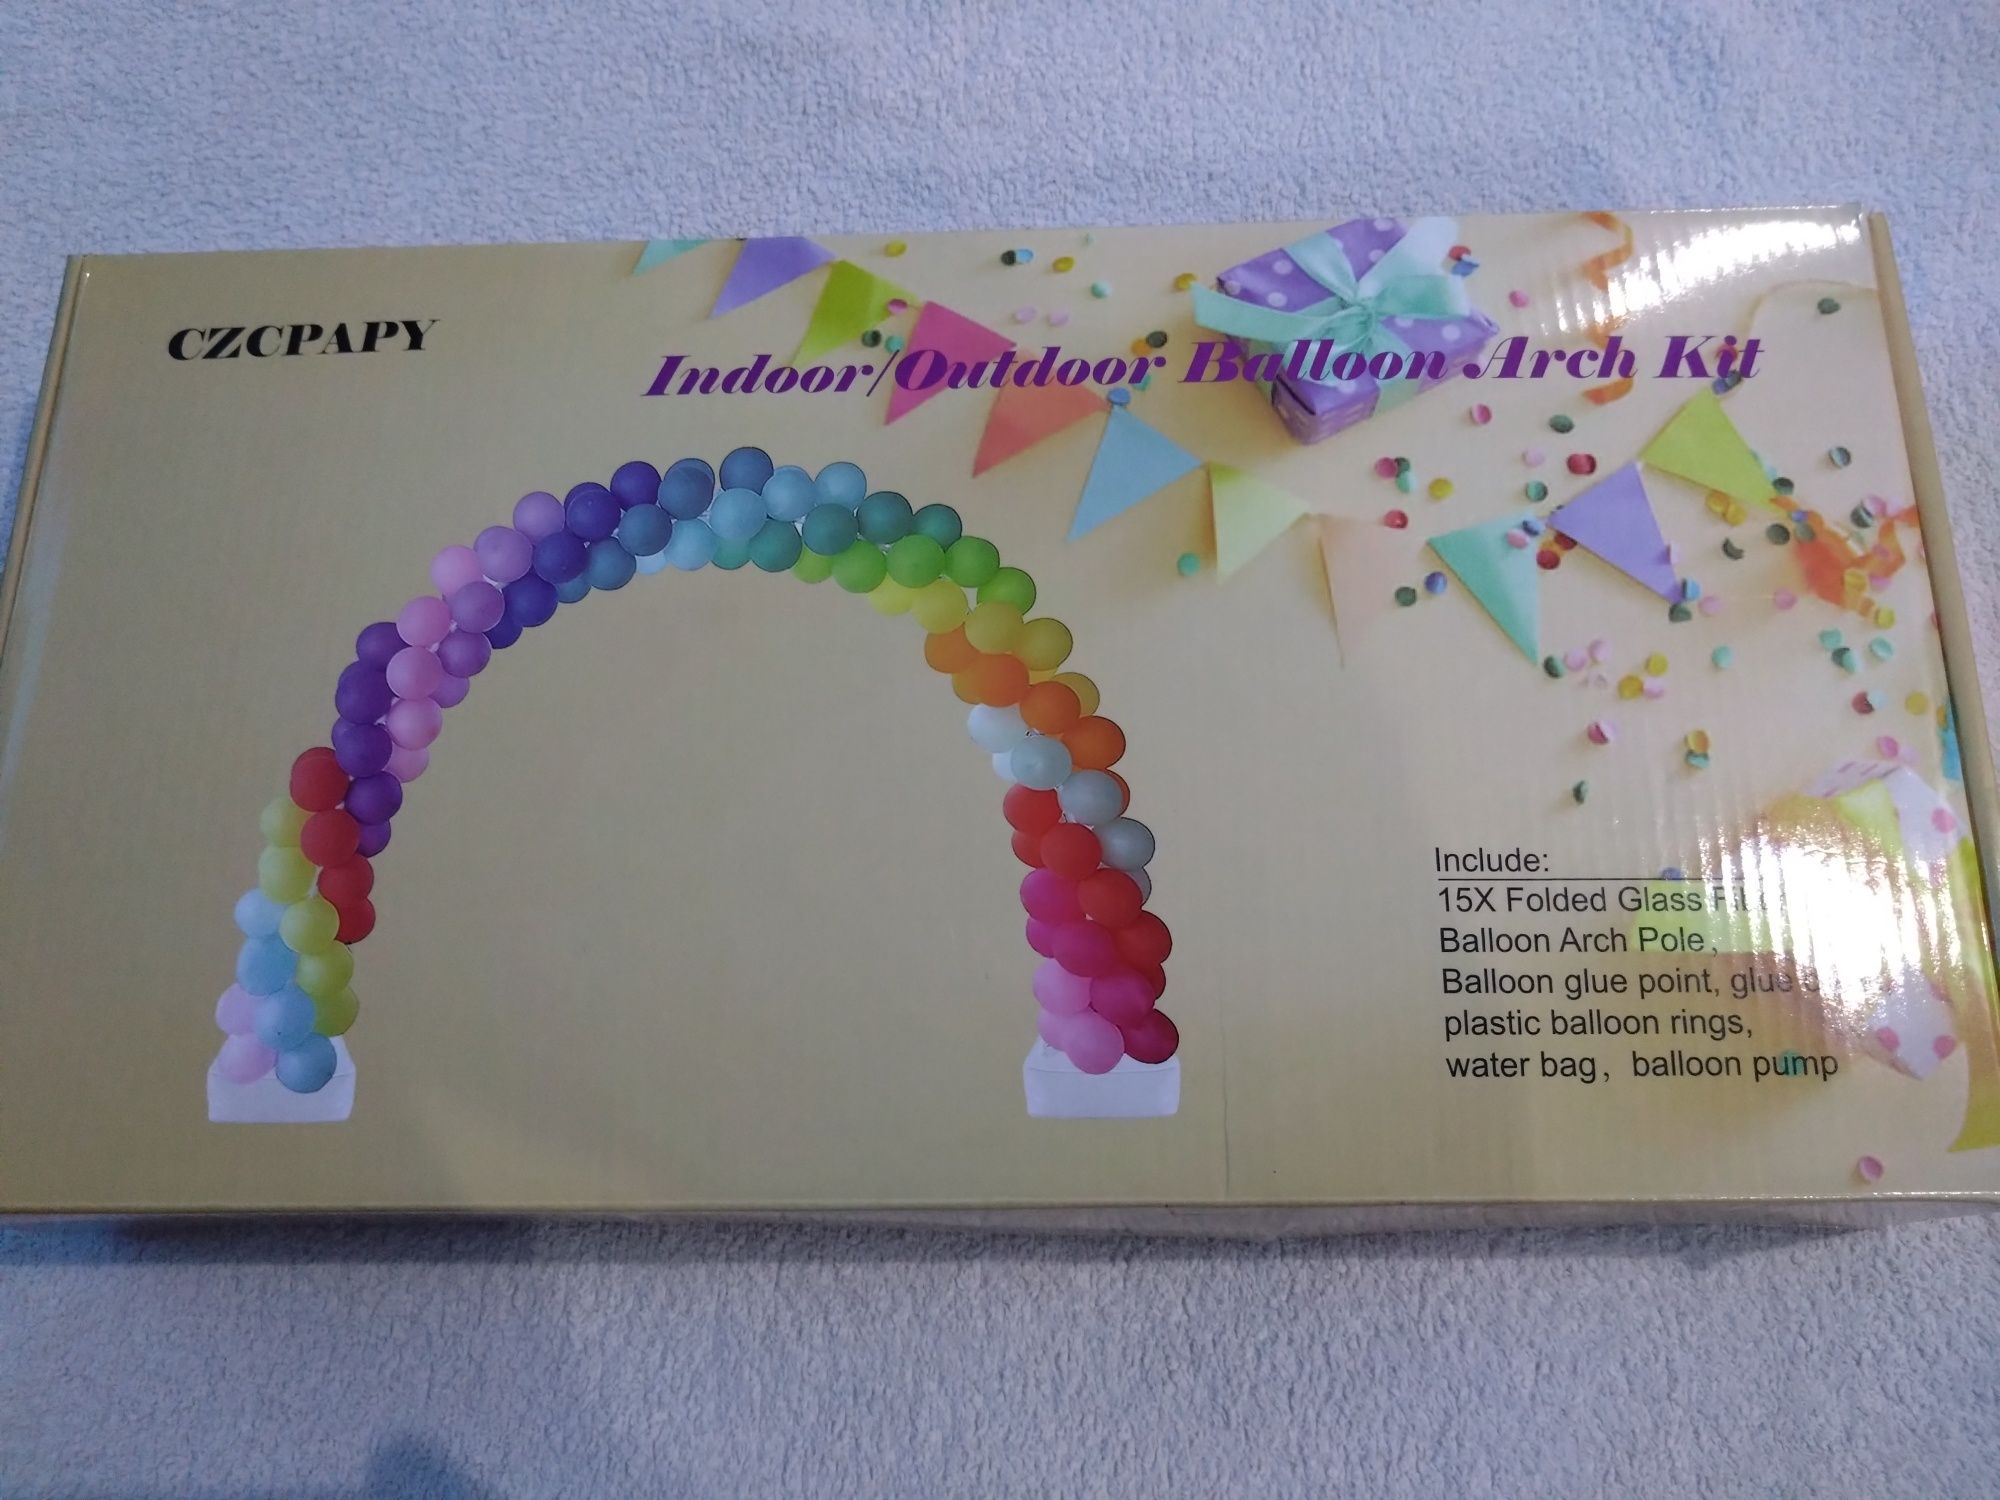 CZCPAPY
Indoor/Outdoor Balloon Arch Kit
Include:
15X Folded Glass
Balloon Arch Pole,
Balloon glue point, glue
plastic balloon rings,
water bag, balloon pump